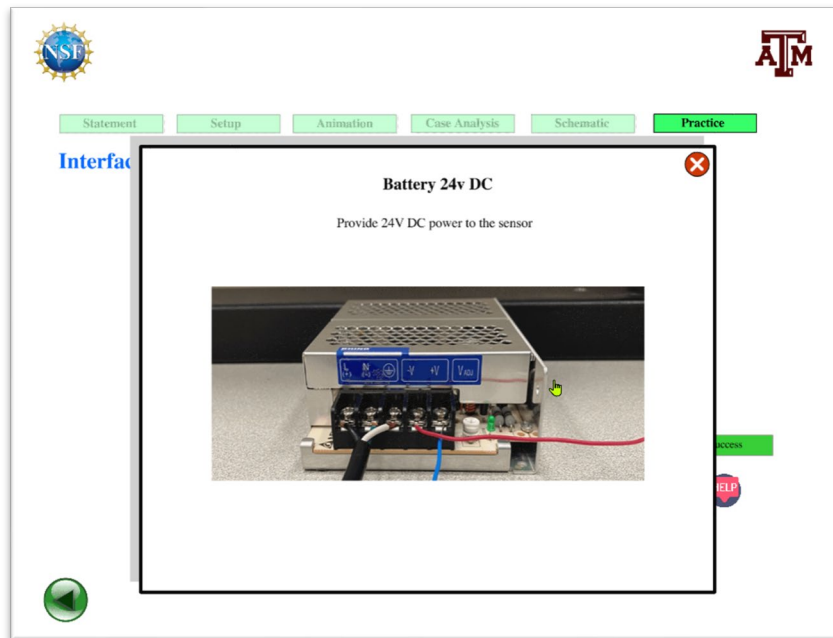 NSF
ĀTM
Statement
Setup
Animation
Case Analysis
Schematic
Practice
Interfac
Battery 24v DC
Provide 24V DC power to the sensor
L
N
-V
+V
V ADJ
(+)
uccess
HELP